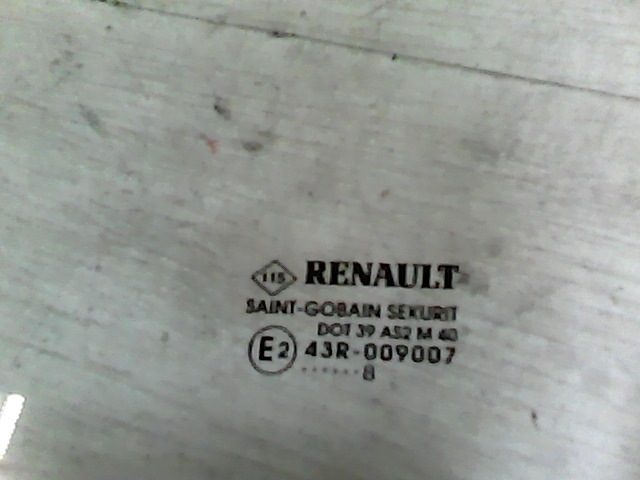 115 RENAULT
SAINT-GOBAIN SEKURIT
DOT 39 AS2 M 40
E2 43R-009007
······8